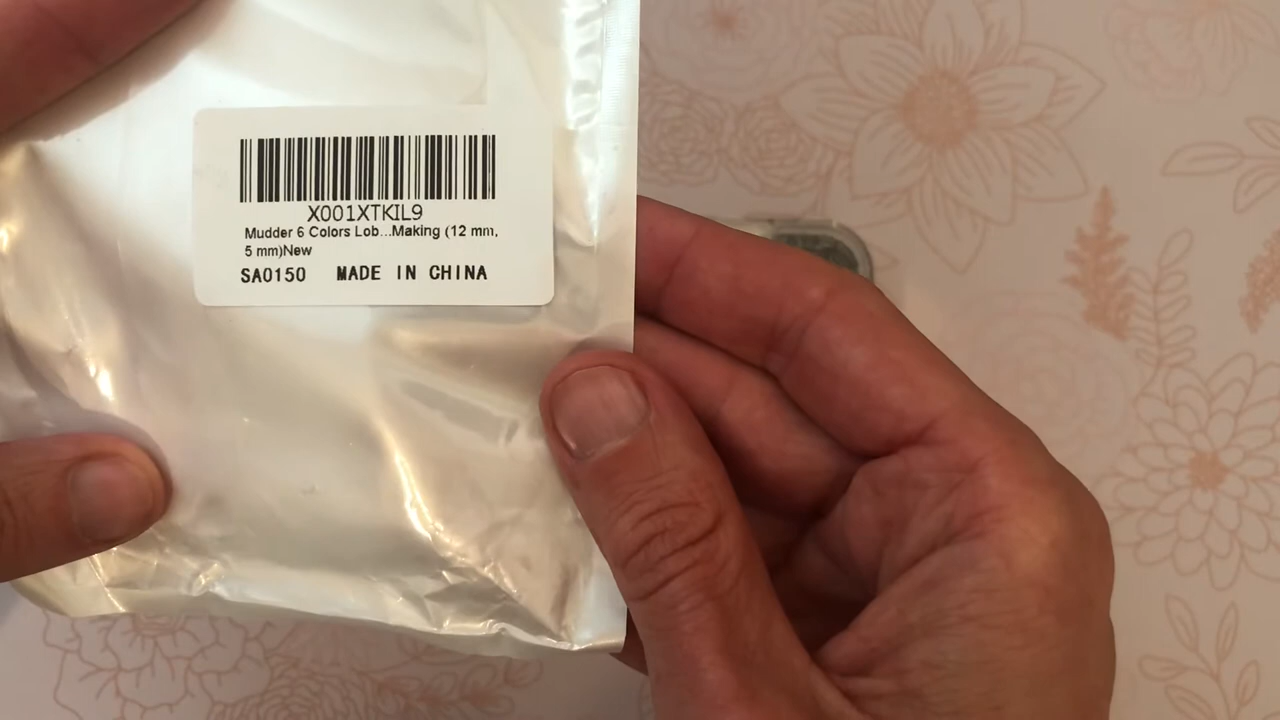 X001XTKIL9
Mudder 6 Colors Lob...Making (12 mm,
5 mm)New
SA0150 MADE IN CHINA